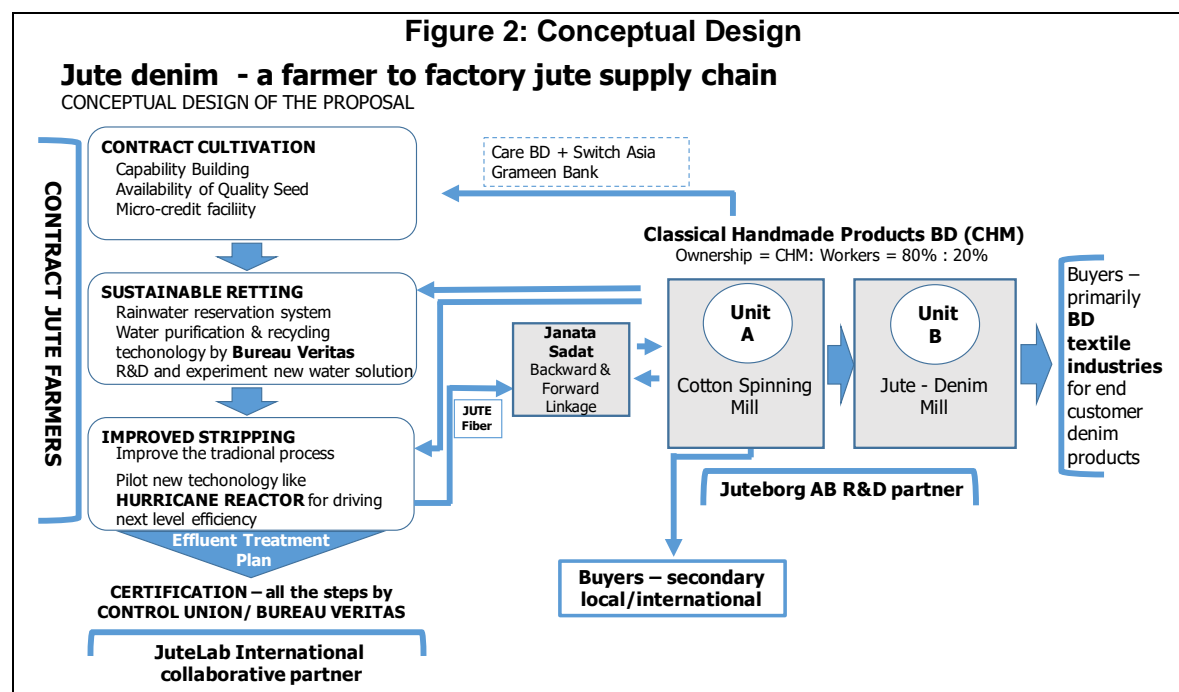 Figure 2: Conceptual Design
Jute denim - a farmer to factory jute supply chain
CONCEPTUAL DESIGN OF THE PROPOSAL
CONTRACT JUTE FARMERS
CONTRACT CULTIVATION
Capability Building
Availability of Quality Seed
Micro-credit faciliity
SUSTAINABLE RETTING
Rainwater reservation system
Water purification & recycling
techonology by Bureau Veritas
R&D and experiment new water solution
IMPROVED STRIPPING
Improve the tradional process
Pilot new techonology like
HURRICANE REACTOR for driving
next level efficiency
Effluent Treatment
Plan
CERTIFICATION – all the steps by
CONTROL UNION/ BUREAU VERITAS
JuteLab International
collaborative partner
Care BD + Switch Asia
Grameen Bank
JUTE
Fiber
Janata
Sadat
Backward &
Forward
Linkage
Classical Handmade Products BD (CHM)
Ownership = CHM: Workers = 80% : 20%
Unit
A
Cotton Spinning
Mill
Unit
B
Jute - Denim
Mill
Juteborg AB R&D partner
Buyers – secondary
local/international
Buyers –
primarily
BD
textile
industries
for end
customer
denim
products